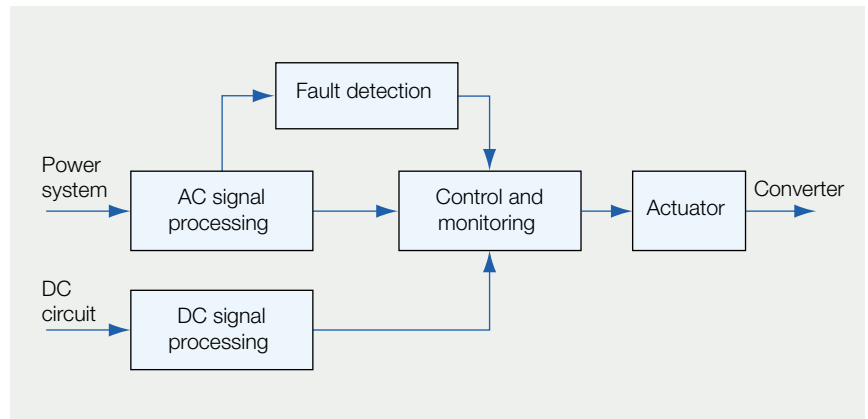 Fault detection
Power
system
AC signal
processing
Control and
monitoring
Actuator
Converter
DC
circuit
DC signal
processing